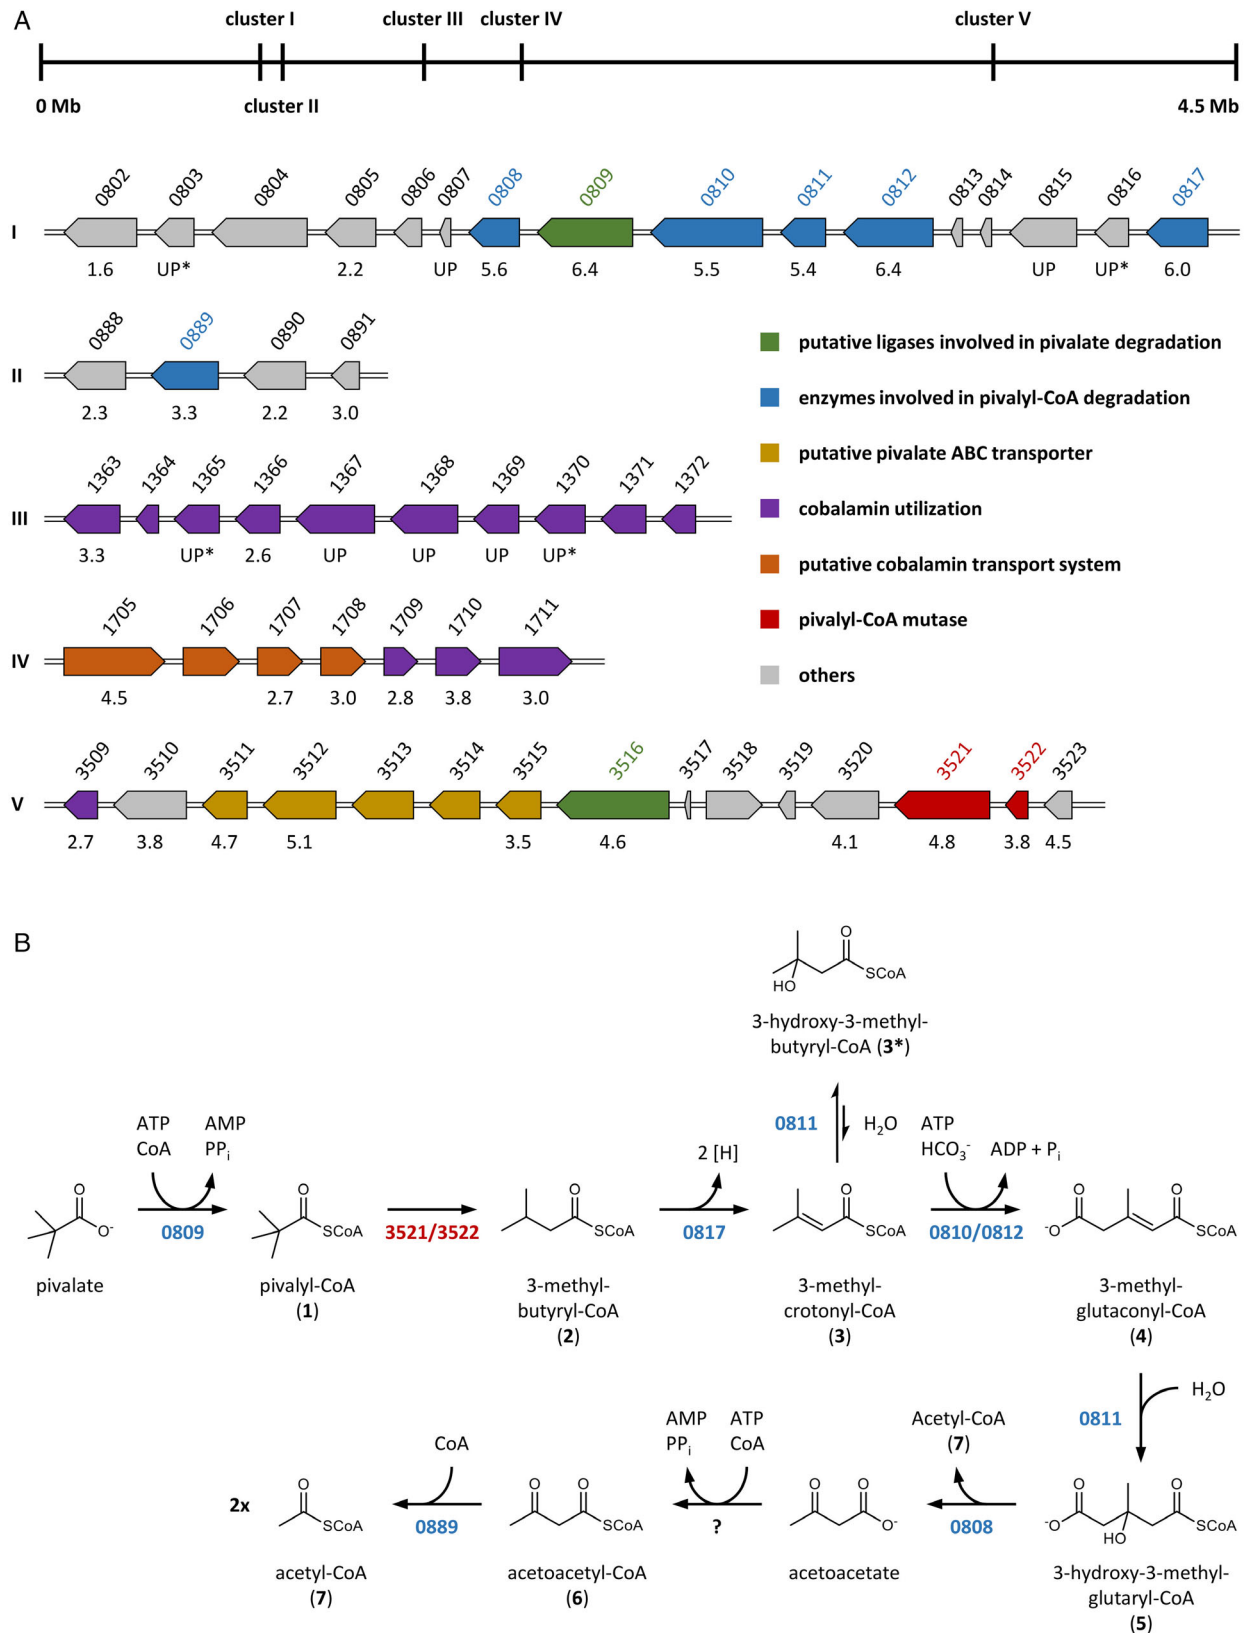 A
cluster I
cluster III
cluster IV
cluster V
0 Mb
cluster II
4.5 Mb
0802 0803 0804 0805 0806 0807 0808 0809 0810 0811 0812 0813 0814 0815 0816 0817
I
1.6 UP* 2.2 UP 5.6 6.4 5.5 5.4 6.4 UP UP* 6.0
0888 0889 0890 0891
II
2.3 3.3 2.2 3.0
putative ligases involved in pivalate degradation
enzymes involved in pivalyl-CoA degradation
putative pivalate ABC transporter
cobalamin utilization
putative cobalamin transport system
pivalyl-CoA mutase
others
1363 1364 1365 1366 1367 1368 1369 1370 1371 1372
III
3.3 UP* 2.6 UP UP UP UP*
1705 1706 1707 1708 1709 1710 1711
IV
4.5 2.7 3.0 2.8 3.8 3.0
3509 3510 3511 3512 3513 3514 3515 3516 3517 3518 3519 3520 3521 3522 3523
V
2.7 3.8 4.7 5.1 3.5 4.6 4.1 4.8 3.8 4.5
B
O
SCoA
HO
3-hydroxy-3-methyl-
butyryl-CoA (3*)
0811
H2O
ATP
CoA
AMP
PPi
2 [H]
ATP
HCO3-
ADP + Pi
O
O-
0809
O
SCoA
3521/3522
O
SCoA
0817
O
SCoA
0810/0812
O
-O
O
SCoA
pivalate
pivalyl-CoA
(1)
3-methyl-
butyryl-CoA
(2)
3-methyl-
crotonyl-CoA
(3)
3-methyl-
glutaconyl-CoA
(4)
0811
H2O
CoA
AMP
PPi
ATP
CoA
Acetyl-CoA
(7)
2x
O
SCoA
0889
O
O
SCoA
?
O
O
O-
0808
O
-O
HO
O
SCoA
acetyl-CoA
(7)
acetoacetyl-CoA
(6)
acetoacetate
3-hydroxy-3-methyl-
glutaryl-CoA
(5)